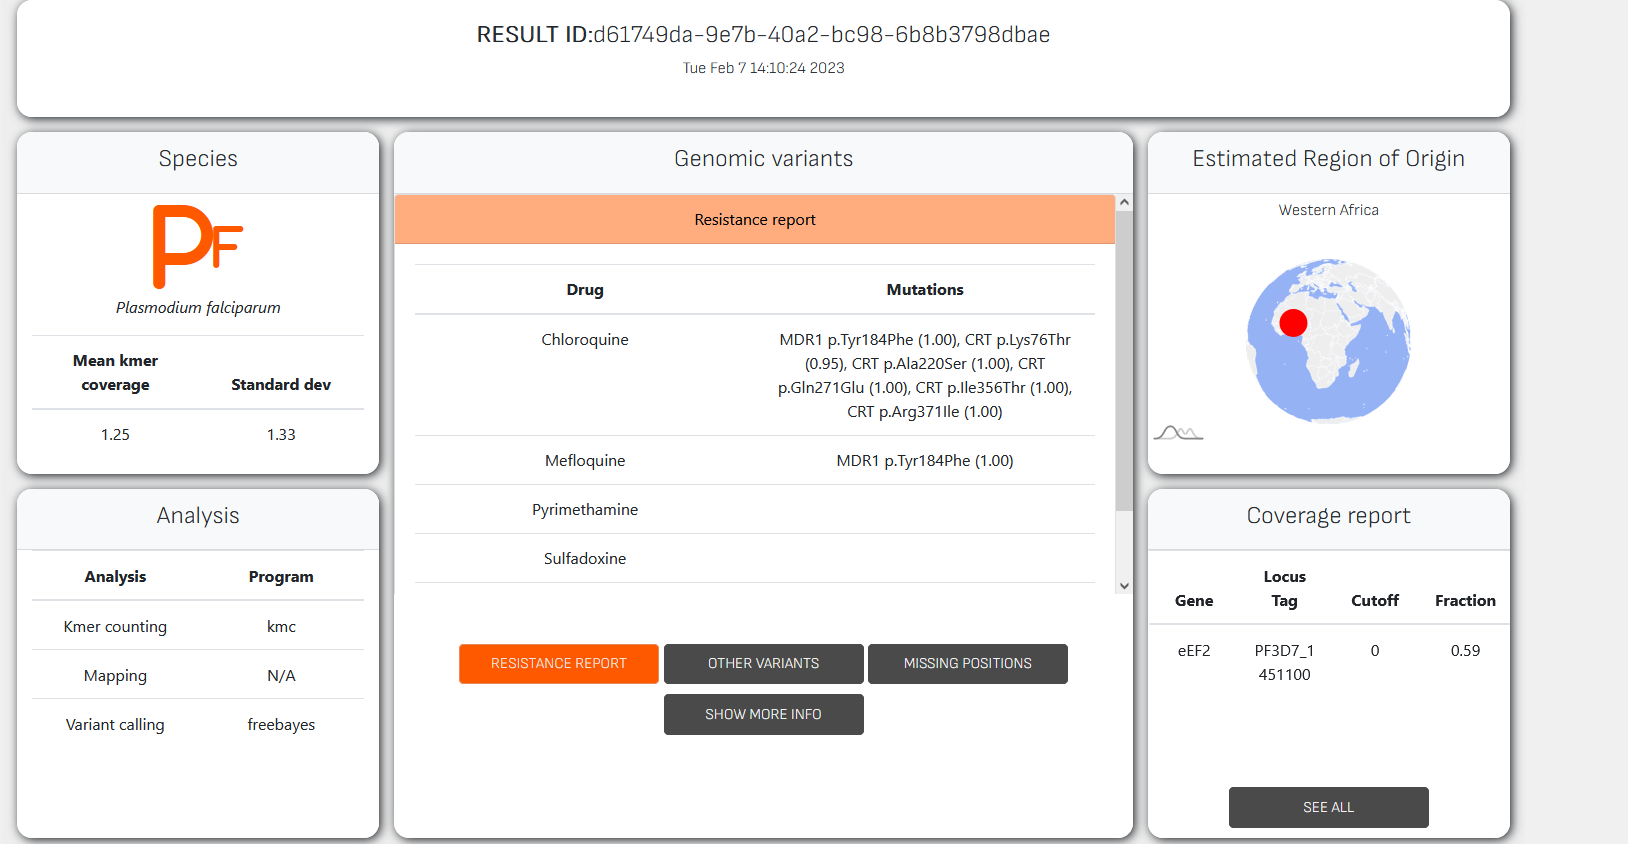 RESULT ID:d61749da-9e7b-40a2-bc98-6b8b3798dbae
Tue Feb 7 14:10:24 2023
Species
PF
Plasmodium falciparum
Mean kmer
coverage
Standard dev
1.25
1.33
Analysis
Analysis
Program
Kmer counting
kmc
Mapping
N/A
Variant calling
freebayes
Genomic variants
Resistance report
Drug
Mutations
Chloroquine
MDR1 p.Tyr184Phe (1.00), CRT p.Lys76Thr
(0.95), CRT p.Ala220Ser (1.00), CRT
p.Gln271Glu (1.00), CRT p.Ile356Thr (1.00),
CRT p.Arg371Ile (1.00)
Mefloquine
MDR1 p.Tyr184Phe (1.00)
Pyrimethamine
Sulfadoxine
RESISTANCE REPORT
OTHER VARIANTS
MISSING POSITIONS
SHOW MORE INFO
Estimated Region of Origin
Western Africa
Coverage report
Gene
Locus
Tag
Cutoff
Fraction
eEF2
PF3D7_1
451100
0
0.59
SEE ALL